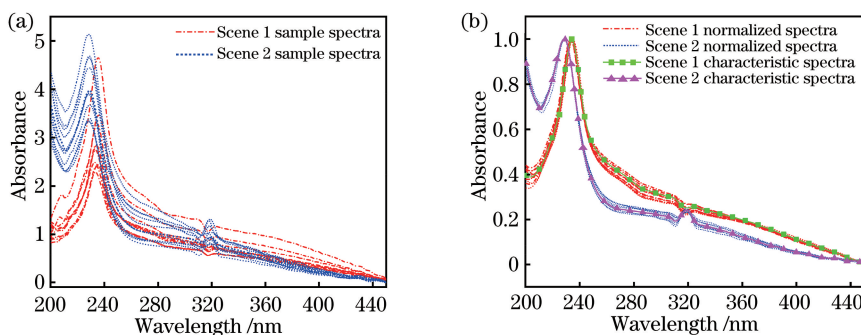 (a)
Scene 1 sample spectra
Scene 2 sample spectra
Absorbance
5
4
3
2
1
0
200 240 280 320 360 400 450
Wavelength /nm
(b)
Scene 1 normalized spectra
Scene 2 normalized spectra
Scene 1 characteristic spectra
Scene 2 characteristic spectra
Absorbance
1.0
0.8
0.6
0.4
0.2
0
200 240 280 320 360 400 450
Wavelength /nm